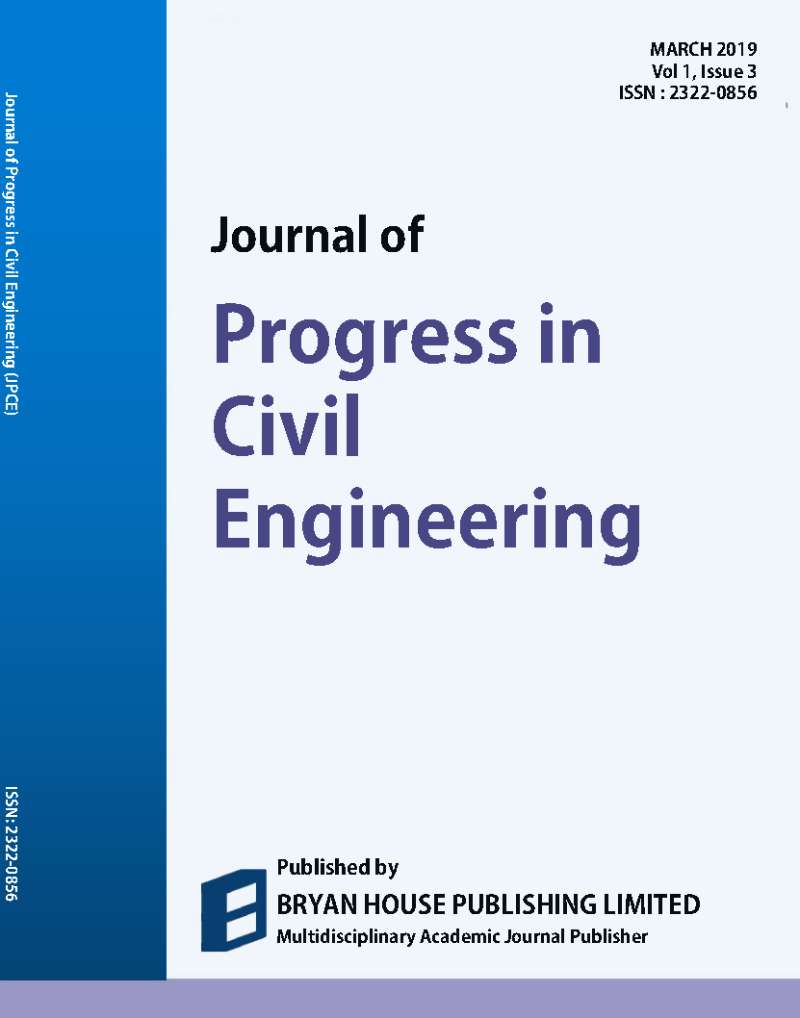 MARCH 2019
Vol 1, Issue 3
ISSN : 2322-0856
Journal of
Progress in
Civil
Engineering
Published by
BRYAN HOUSE PUBLISHING LIMITED
Multidisciplinary Academic Journal Publisher
Journal of Progress in Civil Engineering (JPCE)
ISSN: 2322-0856